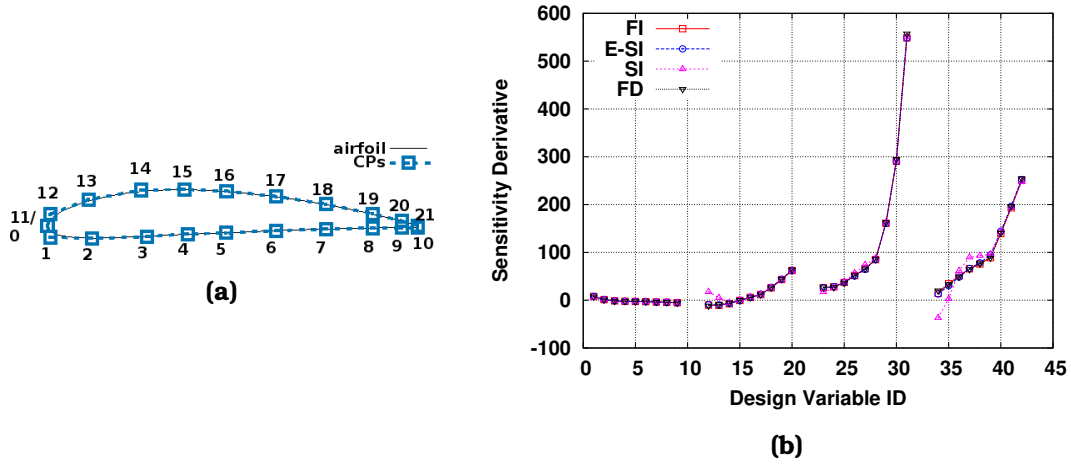 airfoil
CPs
12 13 14 15 16 17 18 19 20 21
11/
0
1 2 3 4 5 6 7 8 9 10
(a)
Sensitivity Derivative
600
500
400
300
200
100
0
-100
FI
E-SI
SI
FD
0 5 10 15 20 25 30 35 40 45
Design Variable ID
(b)